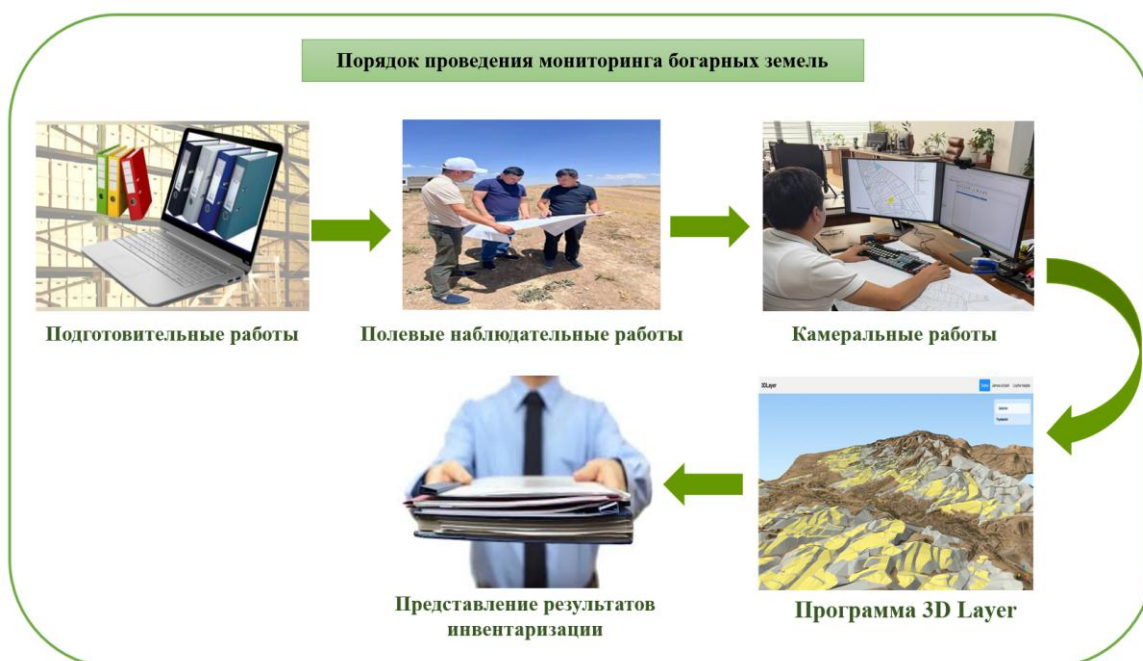 Порядок проведения мониторинга богарных земель
Подготовительные работы
Полевые наблюдательные работы
Камеральные работы
3DLayer
Программа 3D Layer
Представление результатов
инвентаризации